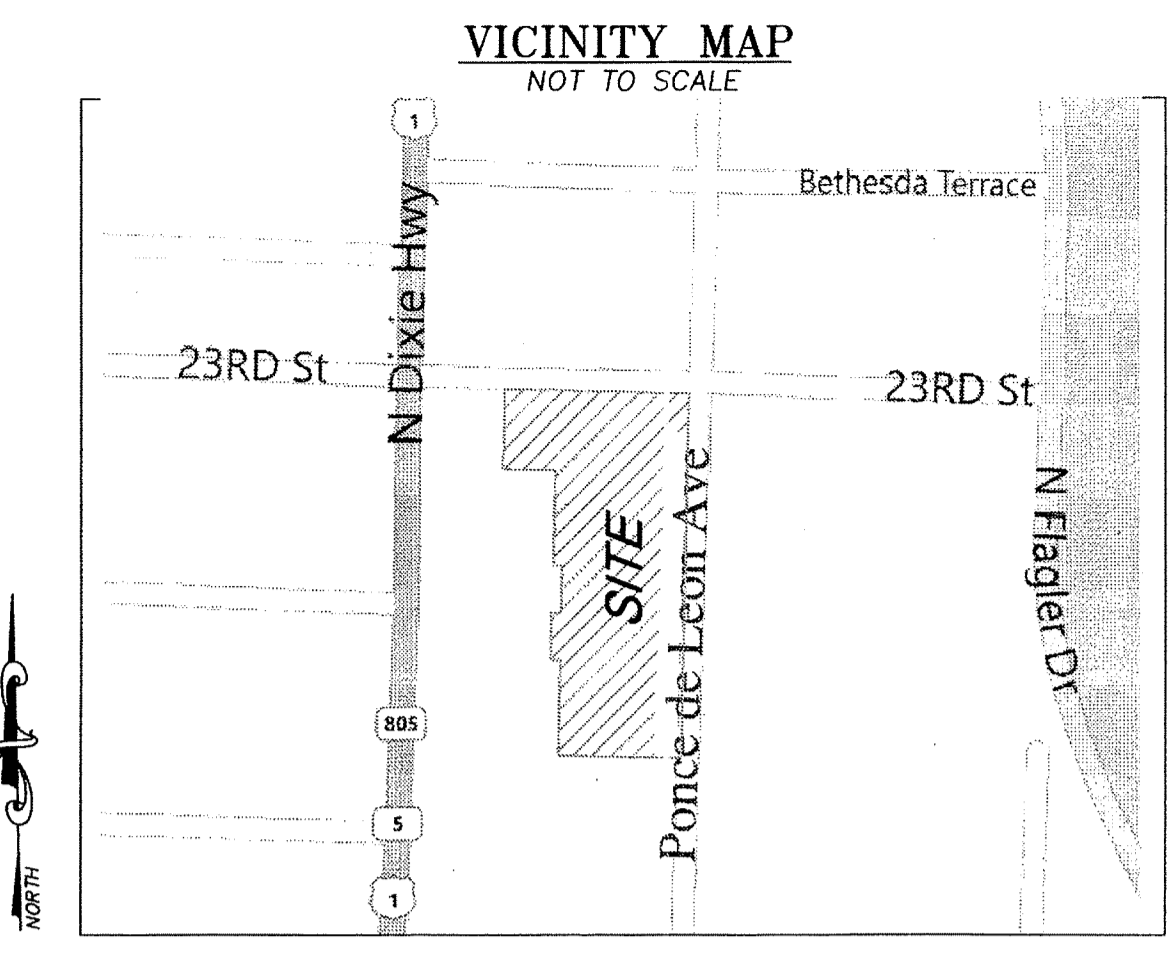 VICINITY MAP
NOT TO SCALE
1
Bethesda Terrace
N Dixie Hwy
23RD St
23RD St
SITE
Ponce de Leon Ave
N Flagler Dr
805
5
1
NORTH